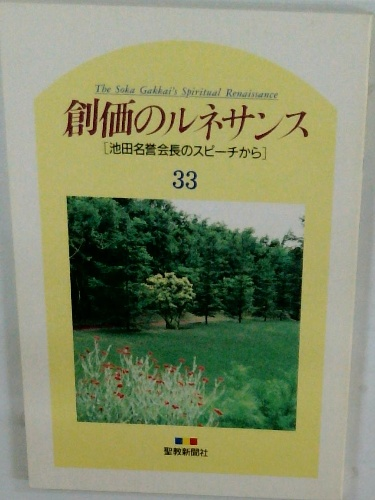 The Soka Gakkai's Spiritual Renaissance
創価のルネサンス
[池田名誉会長のスピーチから]
33
聖教新聞社